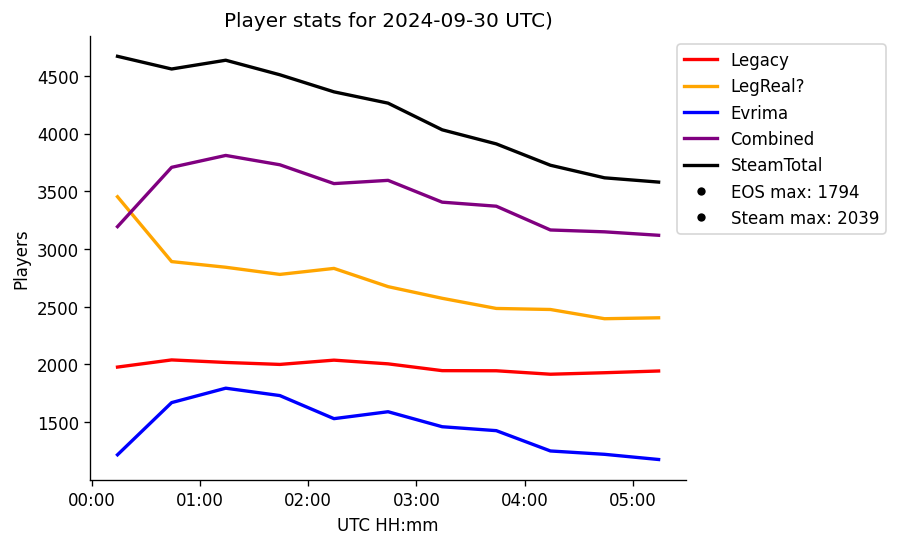 Player stats for 2024-09-30 UTC)
Legacy
LegReal?
Evrima
Combined
SteamTotal
EOS max: 1794
Steam max: 2039
Players
4500
4000
3500
3000
2500
2000
1500
00:00 01:00 02:00 03:00 04:00 05:00
UTC HH:mm